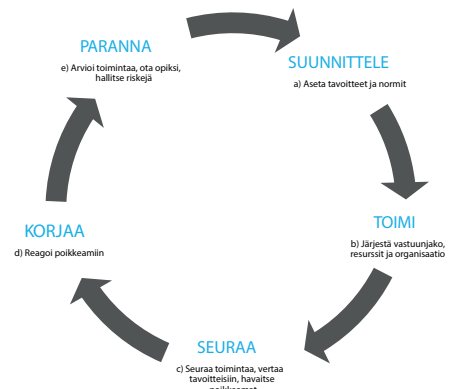 PARANNA
e) Arvioi toimintaa, ota opiksi,
hallitse riskejä
SUUNNITTELE
a) Aseta tavoitteet ja normit
TOIMI
b) Järjestä vastuunjako,
resurssit ja organisaatio
KORJAA
d) Reagoi poikkeamiin
SEURAA
c) Seuraa toimintaa, vertaa
tavoitteisiin, havaitse
poikkeamat